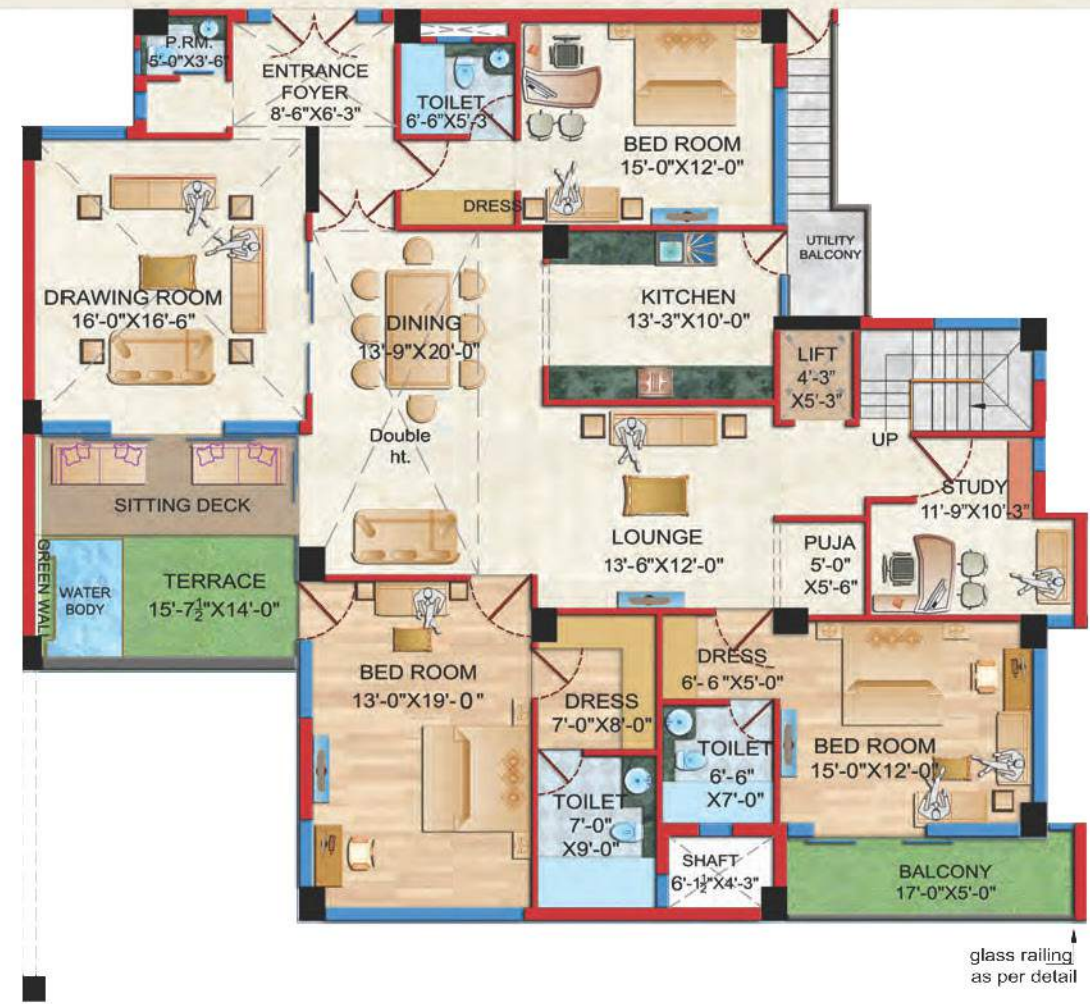 P.RM.
5'-0"X3'-6"
ENTRANCE
FOYER
8'-6"X6'-3"
TOILET
6'-6"X5'-3"
BED ROOM
15'-0"X12'-0"
DRESS
UTILITY
BALCONY
DRAWING ROOM
16'-0"X16'-6"
DINING
13'-9"X20'-0"
KITCHEN
13'-3"X10'-0"
LIFT
4'-3"
X5'-3"
UP
Double
ht.
SITTING DECK
STUDY
11'-9"X10'-3"
LOUNGE
13'-6"X12'-0"
PUJA
5'-0"
X5'-6"
GREEN WALL
WATER
BODY
TERRACE
15'-7½"X14'-0"
BED ROOM
13'-0"X19'-0"
DRESS
7'-0"X8'-0"
DRESS
6'-6"X5'-0"
TOILET
6'-6"
X7'-0"
BED ROOM
15'-0"X12'-0"
TOILET
7'-0"
X9'-0"
SHAFT
6'-1½"X4'-3"
BALCONY
17'-0"X5'-0"
glass railing
as per detail